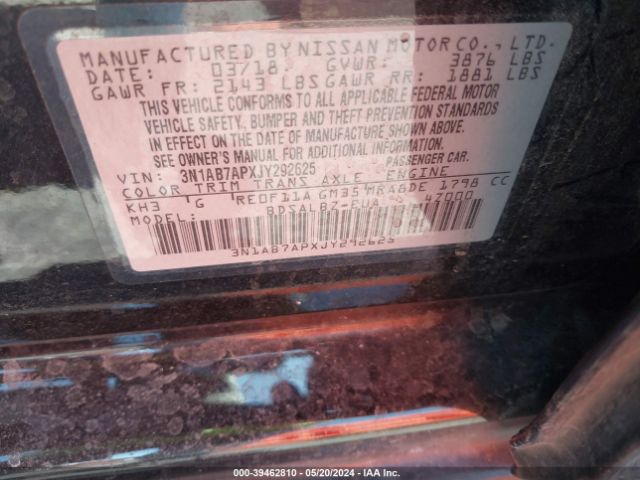 MANUFACTURED BY NISSAN MOTOR CO., LTD.
DATE: 03/18 GVWR: 3876 LBS
GAWR FR: 2143 LBS GAWR RR: 1881 LBS
THIS VEHICLE CONFORMS TO ALL APPLICABLE FEDERAL MOTOR
VEHICLE SAFETY, BUMPER AND THEFT PREVENTION STANDARDS
IN EFFECT ON THE DATE OF MANUFACTURE SHOWN ABOVE.
SEE OWNER'S MANUAL FOR ADDITIONAL INFORMATION.
VIN: 3N1AB7APXJY292625 PASSENGER CAR.
COLOR TRIM TRANS AXLE ENGINE
KH3 G RE0F11A GM35 MRA8DE 1798 CC
MODEL: BDSALBZ-EUA 47000
3N1AB7APXJY292625
000-39462810 - 05/20/2024 - IAA Inc.